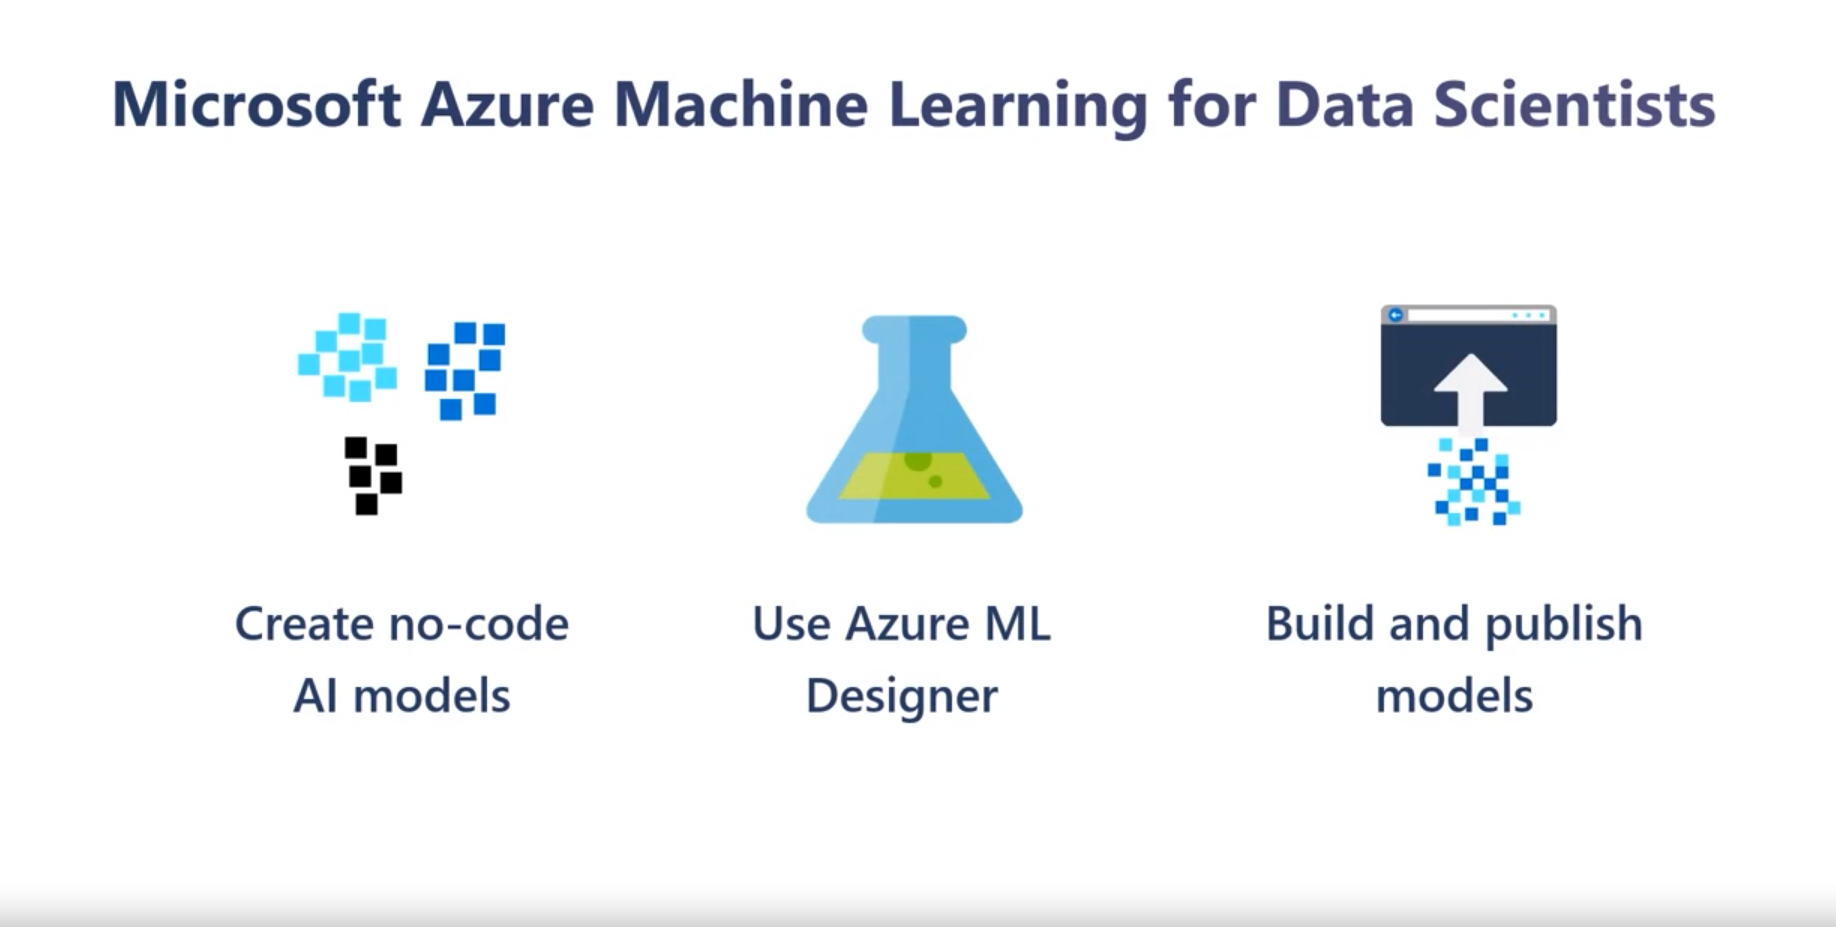 Microsoft Azure Machine Learning for Data Scientists
Create no-code
AI models
Use Azure ML
Designer
Build and publish
models